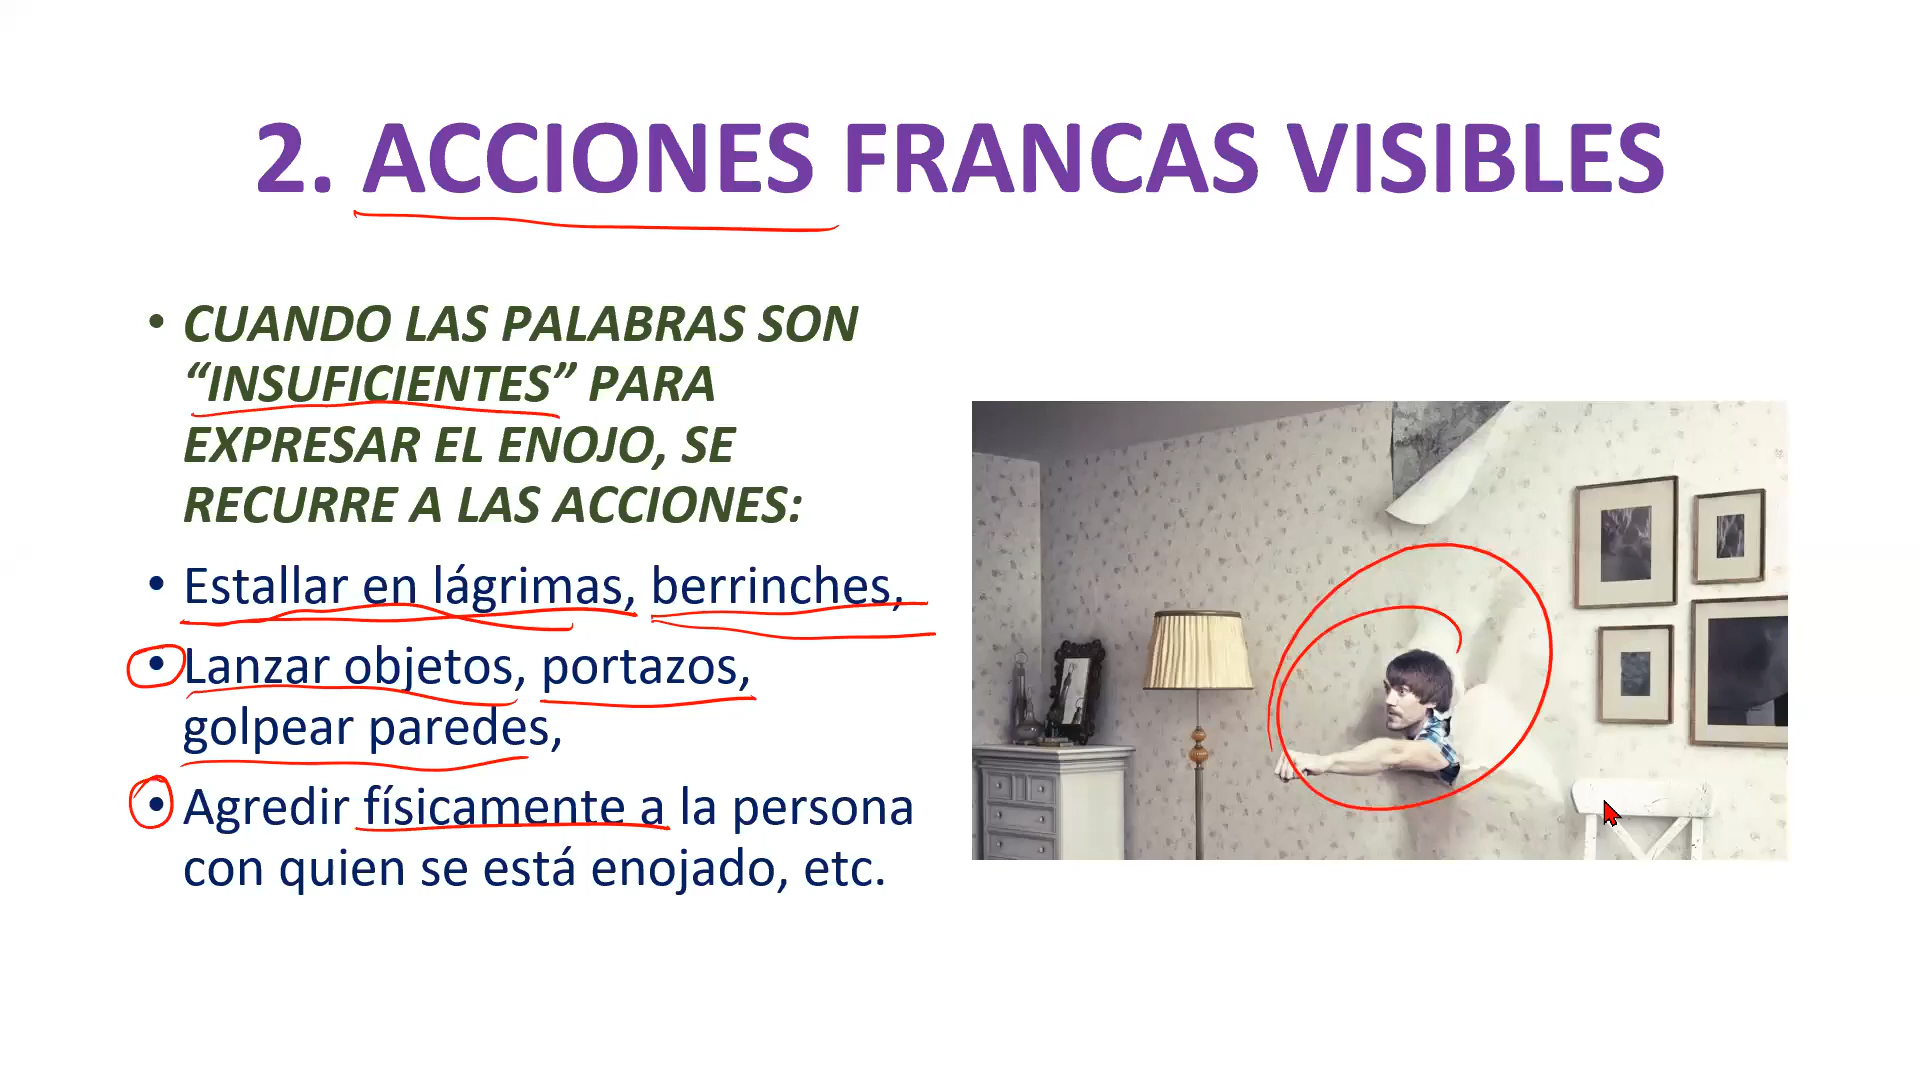 2. ACCIONES FRANCAS VISIBLES
• CUANDO LAS PALABRAS SON
“INSUFICIENTES” PARA
EXPRESAR EL ENOJO, SE
RECURRE A LAS ACCIONES:
• Estallar en lágrimas, berrinches,
• Lanzar objetos, portazos,
golpear paredes,
• Agredir físicamente a la persona
con quien se está enojado, etc.